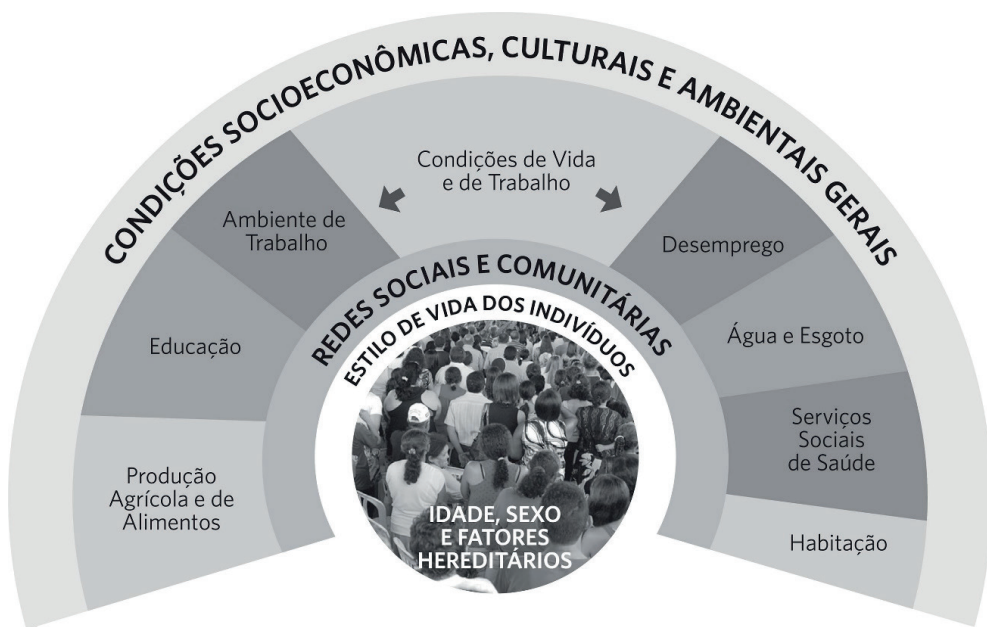 CONDIÇÕES SOCIOECONÔMICAS, CULTURAIS E AMBIENTAIS GERAIS
Condições de Vida
e de Trabalho
Ambiente de
Trabalho
Desemprego
Educação
Água e Esgoto
Produção
Agrícola e de
Alimentos
Serviços
Sociais
de Saúde
Habitação
REDES SOCIAIS E COMUNITÁRIAS
ESTILO DE VIDA DOS INDIVÍDUOS
IDADE, SEXO
E FATORES
HEREDITÁRIOS